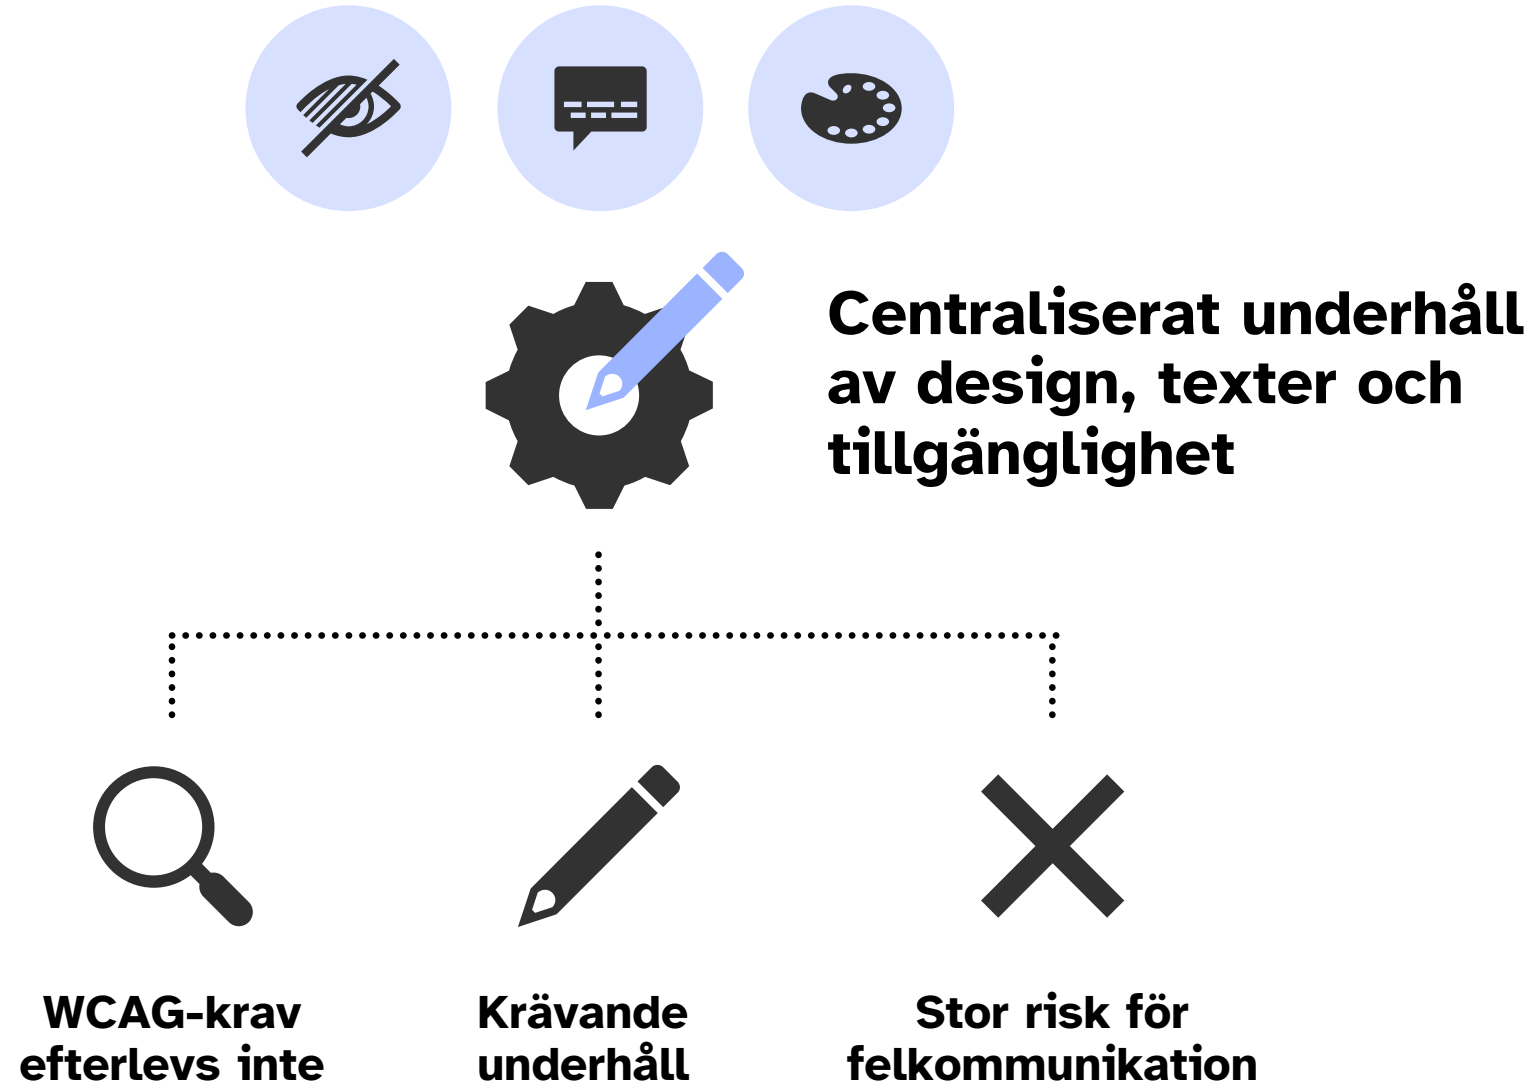 Centraliserat underhåll
av design, texter och
tillgänglighet
WCAG-krav
efterlevs inte
Krävande
underhåll
Stor risk för
felkommunikation